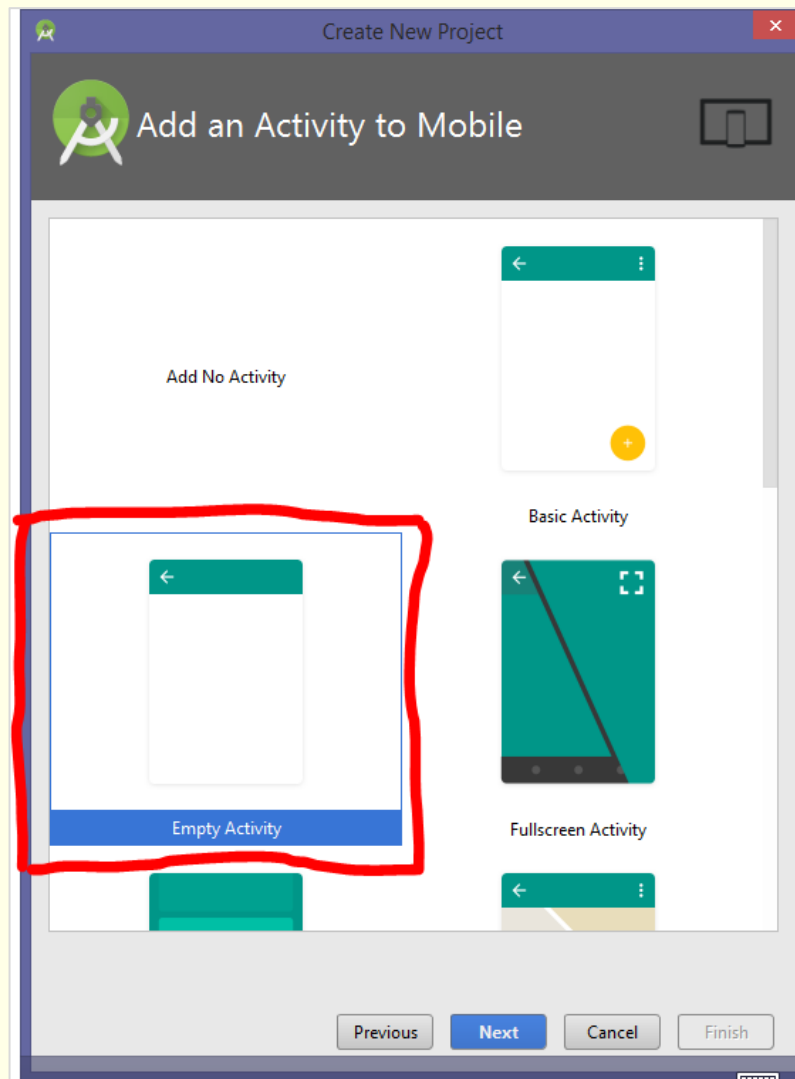 Create New Project
Add an Activity to Mobile
Add No Activity
Basic Activity
Empty Activity
Fullscreen Activity
Previous
Next
Cancel
Finish